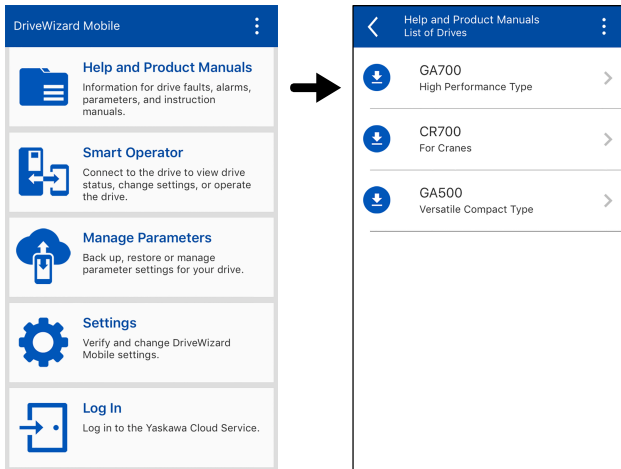 DriveWizard Mobile
Help and Product Manuals
Information for drive faults, alarms,
parameters, and instruction
manuals.
Smart Operator
Connect to the drive to view drive
status, change settings, or operate
the drive.
Manage Parameters
Back up, restore or manage
parameter settings for your drive.
Settings
Verify and change DriveWizard
Mobile settings.
Log In
Log in to the Yaskawa Cloud Service.
Help and Product Manuals
List of Drives
GA700
High Performance Type
CR700
For Cranes
GA500
Versatile Compact Type